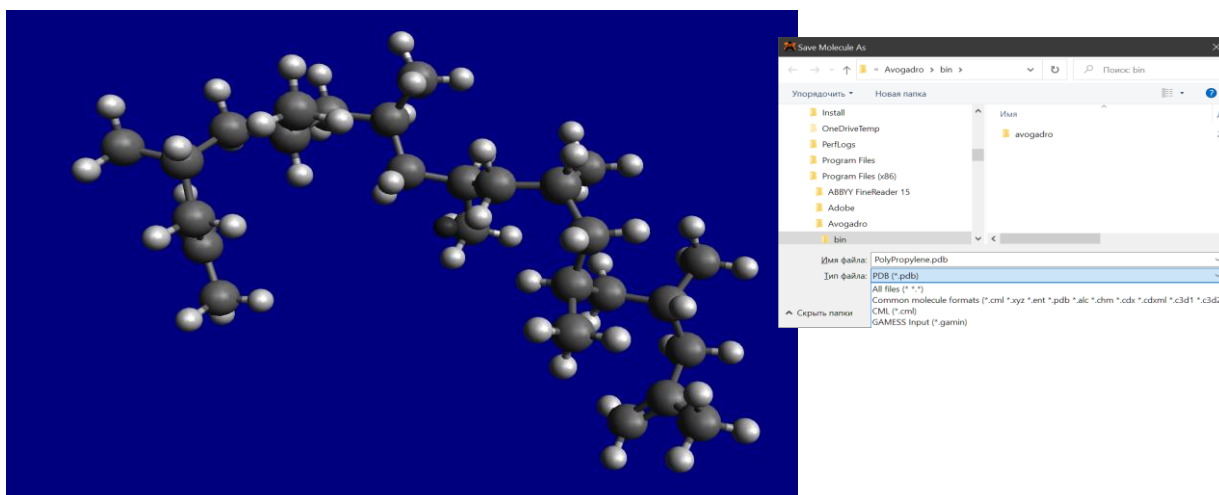 Save Molecule As
« Avogadro › bin ›
Поиск: bin
Упорядочить
Новая папка
Install
OneDriveTemp
PerfLogs
Program Files
Program Files (x86)
ABBYY FineReader 15
Adobe
Avogadro
bin
Имя
avogadro
Имя файла: PolyPropylene.pdb
Тип файла: PDB (*.pdb)
All files (* *.*)
Common molecule formats (*.cml *.xyz *.ent *.pdb *.alc *.chm *.cdx *.cdxml *.c3d1 *.c3d2
CML (*.cml)
GAMESS Input (*.gamin)
Скрыть папки